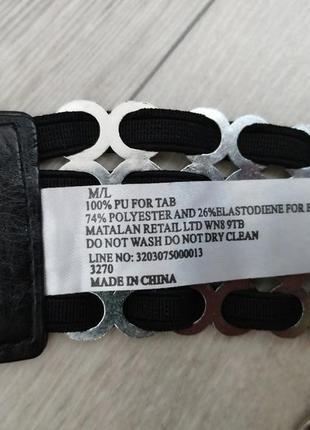 M/L
100% PU FOR TAB
74% POLYESTER AND 26%ELASTODIENE FOR
MATALAN RETAIL LTD WN8 9TB
DO NOT WASH DO NOT DRY CLEAN
LINE NO: 3203075000013
3270
MADE IN CHINA